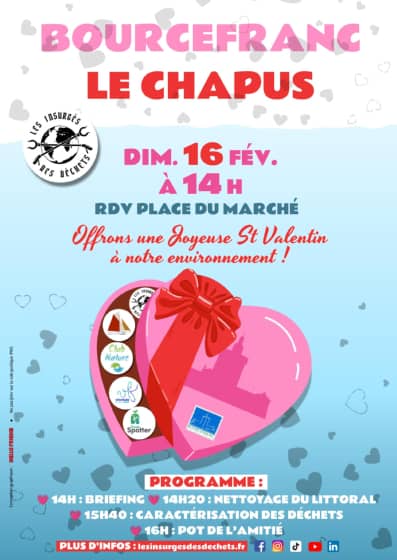 BOURCEFRANC
LE CHAPUS
LES INSURGÉS
DES DÉCHETS
DIM. 16 FÉV.
À 14 H
RDV PLACE DU MARCHÉ
Offrons une Joyeuse St Valentin
à notre environnement !
Club
Nature
Spotter
PROGRAMME :
14H : BRIEFING 14H20 : NETTOYAGE DU LITTORAL
15H40 : CARACTÉRISATION DES DÉCHETS
16H : POT DE L'AMITIÉ
PLUS D'INFOS : lesinsurgesdesdechets.fr